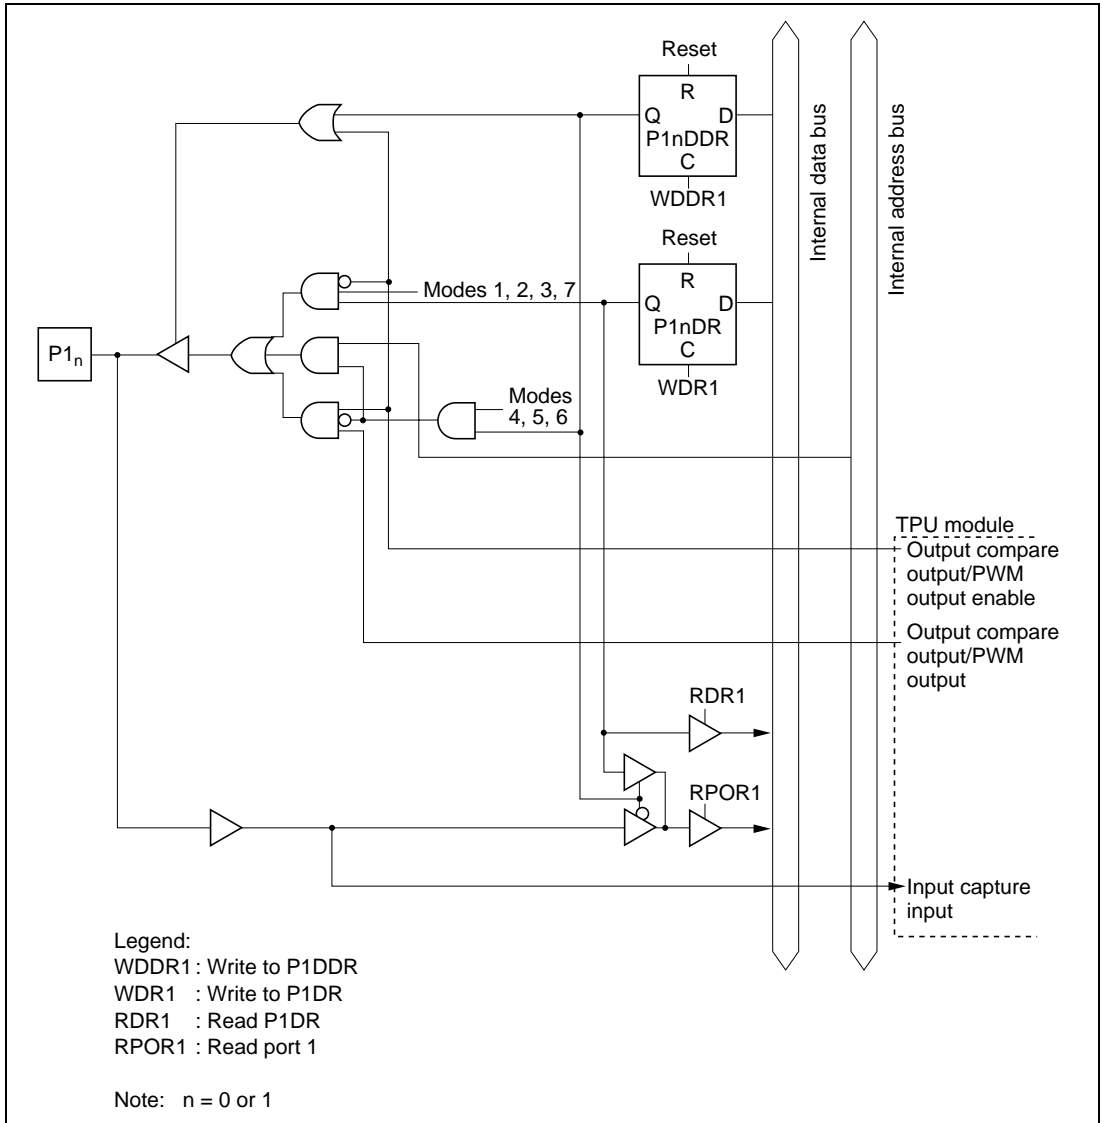 Reset
R
Q D
P1nDDR
C
WDDR1
Internal data bus
Internal address bus
Reset
R
Q D
P1nDR
C
WDR1
Modes 1, 2, 3, 7
P1n
Modes
4, 5, 6
TPU module
Output compare
output/PWM
output enable
Output compare
output/PWM
output
RDR1
RPOR1
Input capture
input
Legend:
WDDR1 : Write to P1DDR
WDR1 : Write to P1DR
RDR1 : Read P1DR
RPOR1 : Read port 1
Note: n = 0 or 1